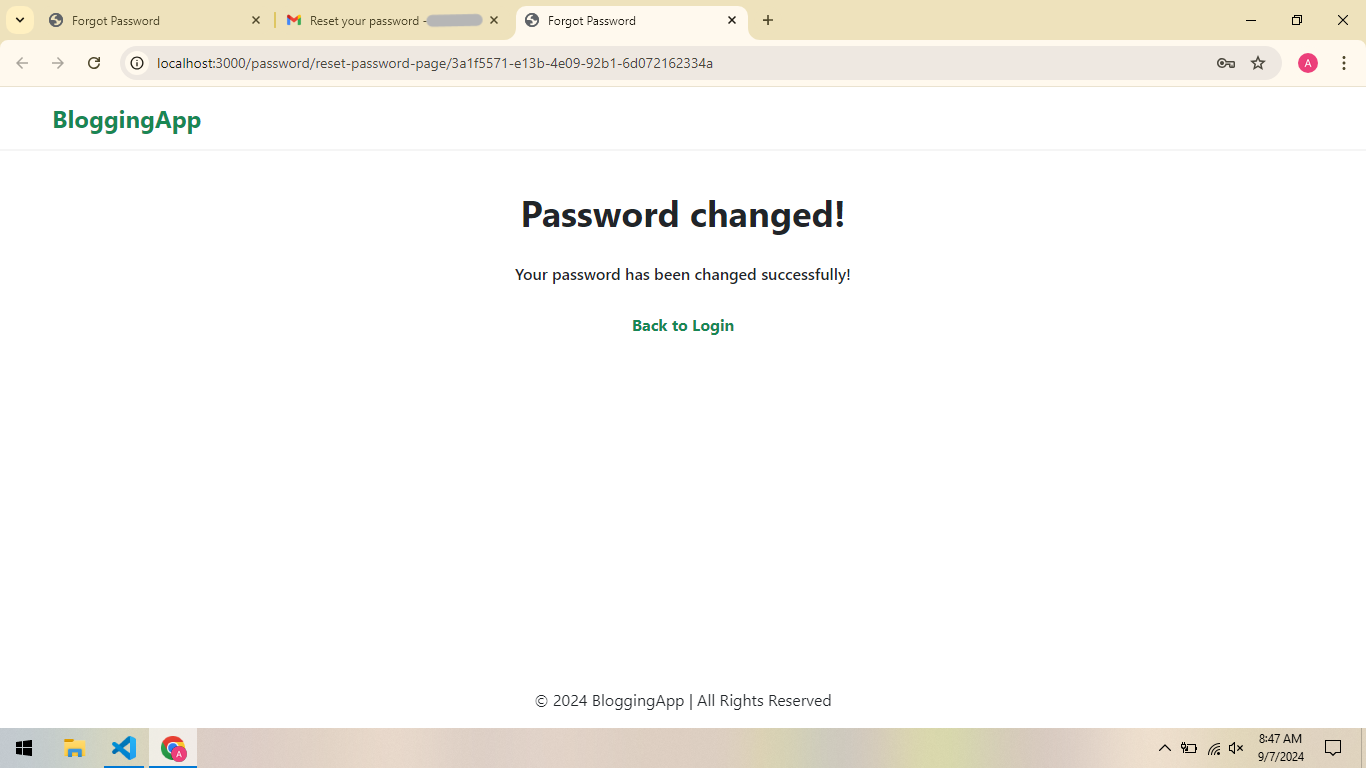 Forgot Password
Reset your password -
Forgot Password
localhost:3000/password/reset-password-page/3a1f5571-e13b-4e09-92b1-6d072162334a
A
BloggingApp
Password changed!
Your password has been changed successfully!
Back to Login
© 2024 BloggingApp | All Rights Reserved
A
8:47 AM
9/7/2024